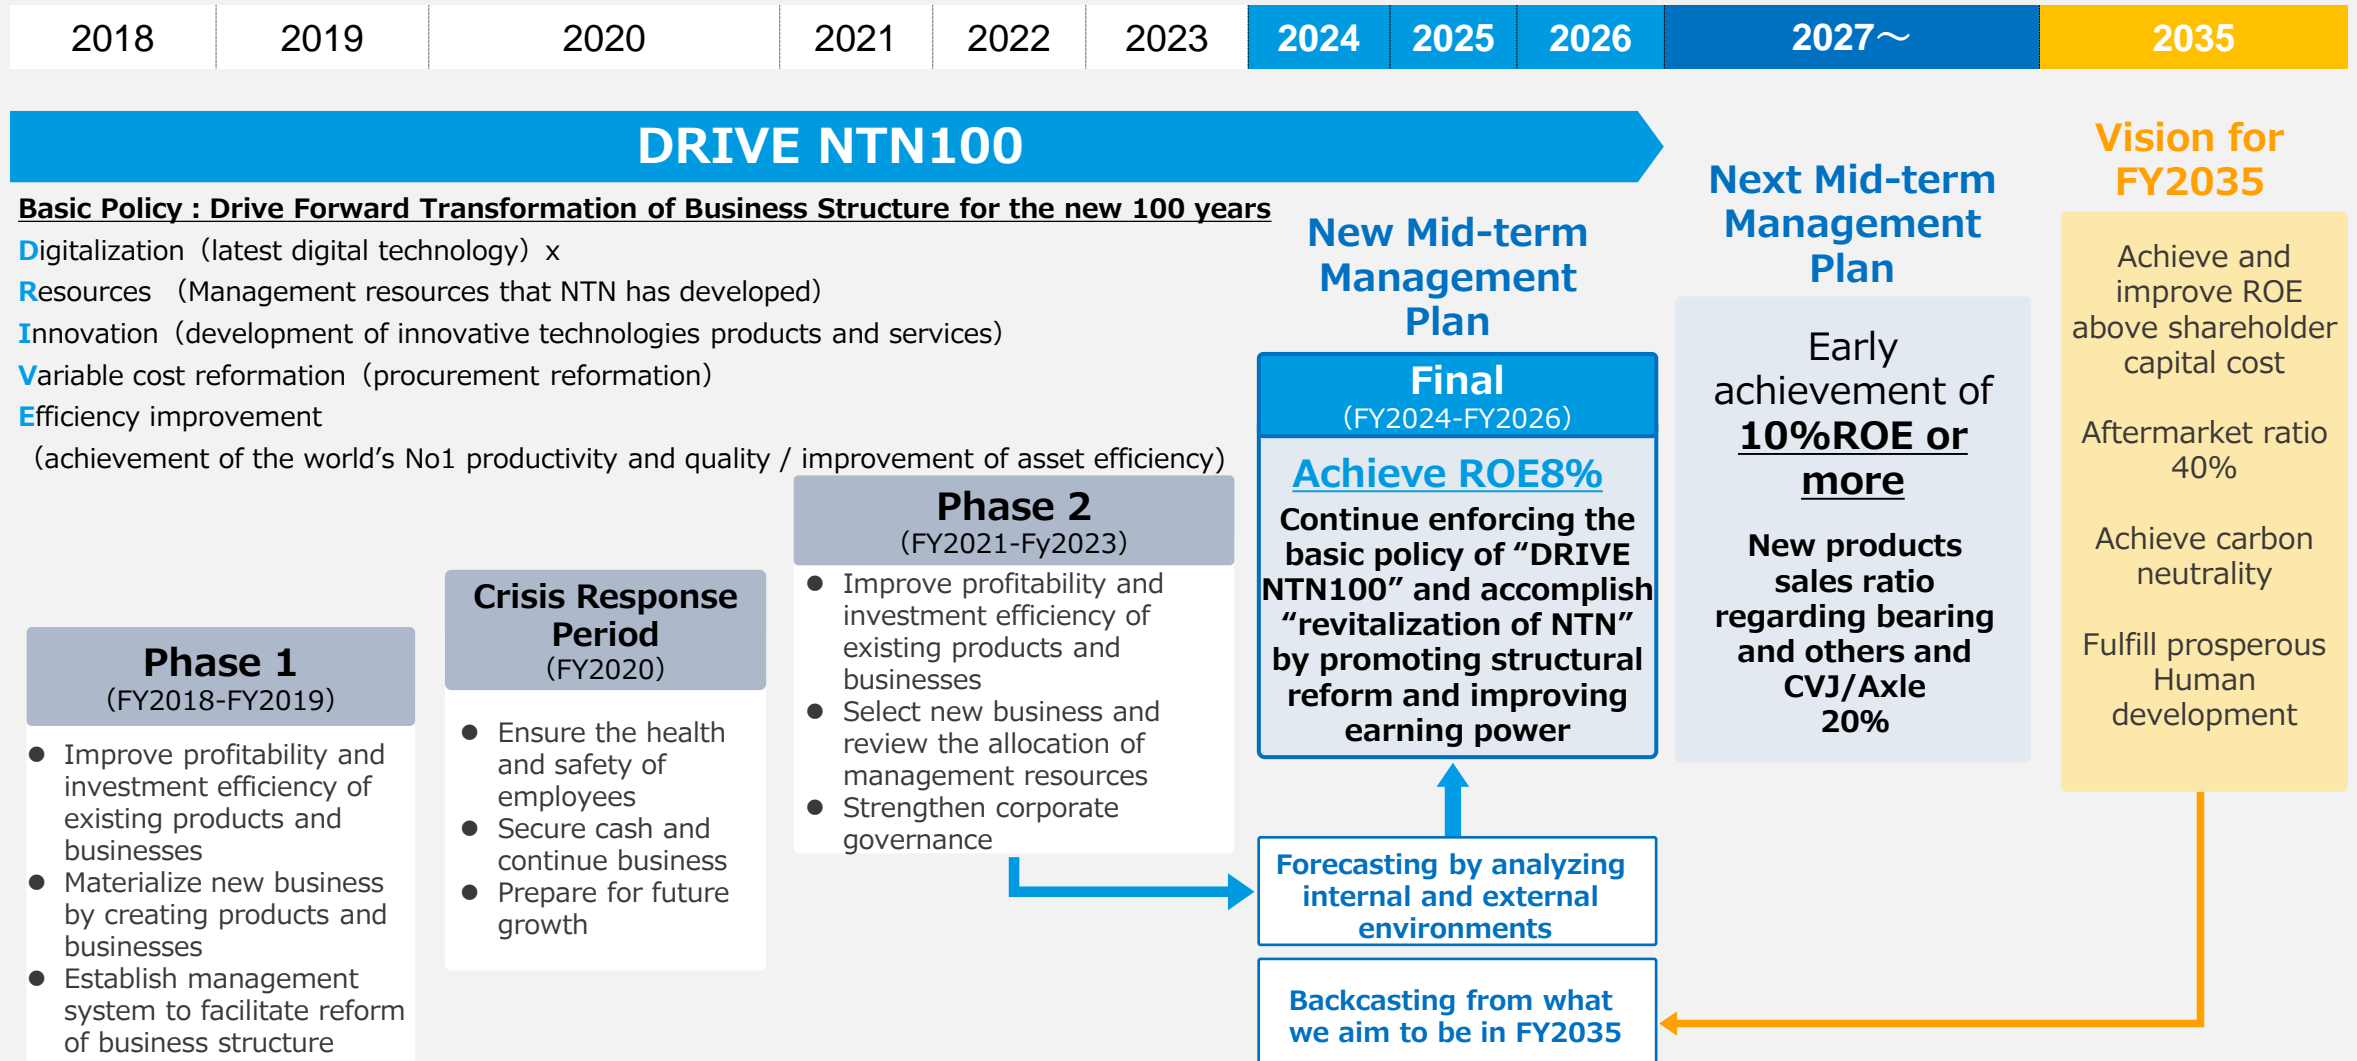 2018 2019 2020 2021 2022 2023 2024 2025 2026 2027～ 2035
DRIVE NTN100
Basic Policy : Drive Forward Transformation of Business Structure for the new 100 years
Digitalization（latest digital technology）x
Resources （Management resources that NTN has developed）
Innovation（development of innovative technologies products and services）
Variable cost reformation（procurement reformation）
Efficiency improvement
（achievement of the world’s No1 productivity and quality / improvement of asset efficiency）
Phase 1
（FY2018-FY2019）
● Improve profitability and
investment efficiency of
existing products and
businesses
● Materialize new business
by creating products and
businesses
● Establish management
system to facilitate reform
of business structure
Crisis Response
Period
（FY2020）
● Ensure the health
and safety of
employees
● Secure cash and
continue business
● Prepare for future
growth
Phase 2
（FY2021-Fy2023）
● Improve profitability and
investment efficiency of
existing products and
businesses
● Select new business and
review the allocation of
management resources
● Strengthen corporate
governance
New Mid-term
Management
Plan
Final
（FY2024-FY2026）
Achieve ROE8%
Continue enforcing the
basic policy of “DRIVE
NTN100” and accomplish
“revitalization of NTN”
by promoting structural
reform and improving
earning power
Forecasting by analyzing
internal and external
environments
Backcasting from what
we aim to be in FY2035
Next Mid-term
Management
Plan
Early
achievement of
10%ROE or
more
New products
sales ratio
regarding bearing
and others and
CVJ/Axle
20%
Vision for
FY2035
Achieve and
improve ROE
above shareholder
capital cost
Aftermarket ratio
40%
Achieve carbon
neutrality
Fulfill prosperous
Human
development